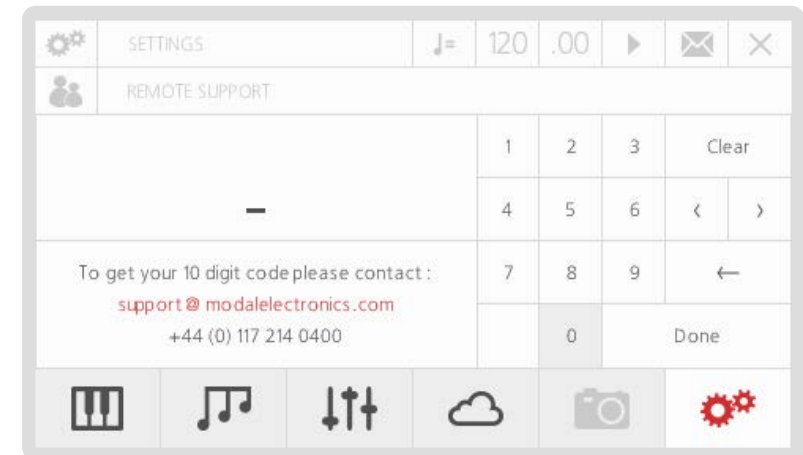 SETTINGS = 120 .00
REMOTE SUPPORT
1 2 3 Clear
4 5 6 ‹ ›
To get your 10 digit code please contact :
support@modalelectronics.com
+44 (0) 117 214 0400
7 8 9 ←
0 Done